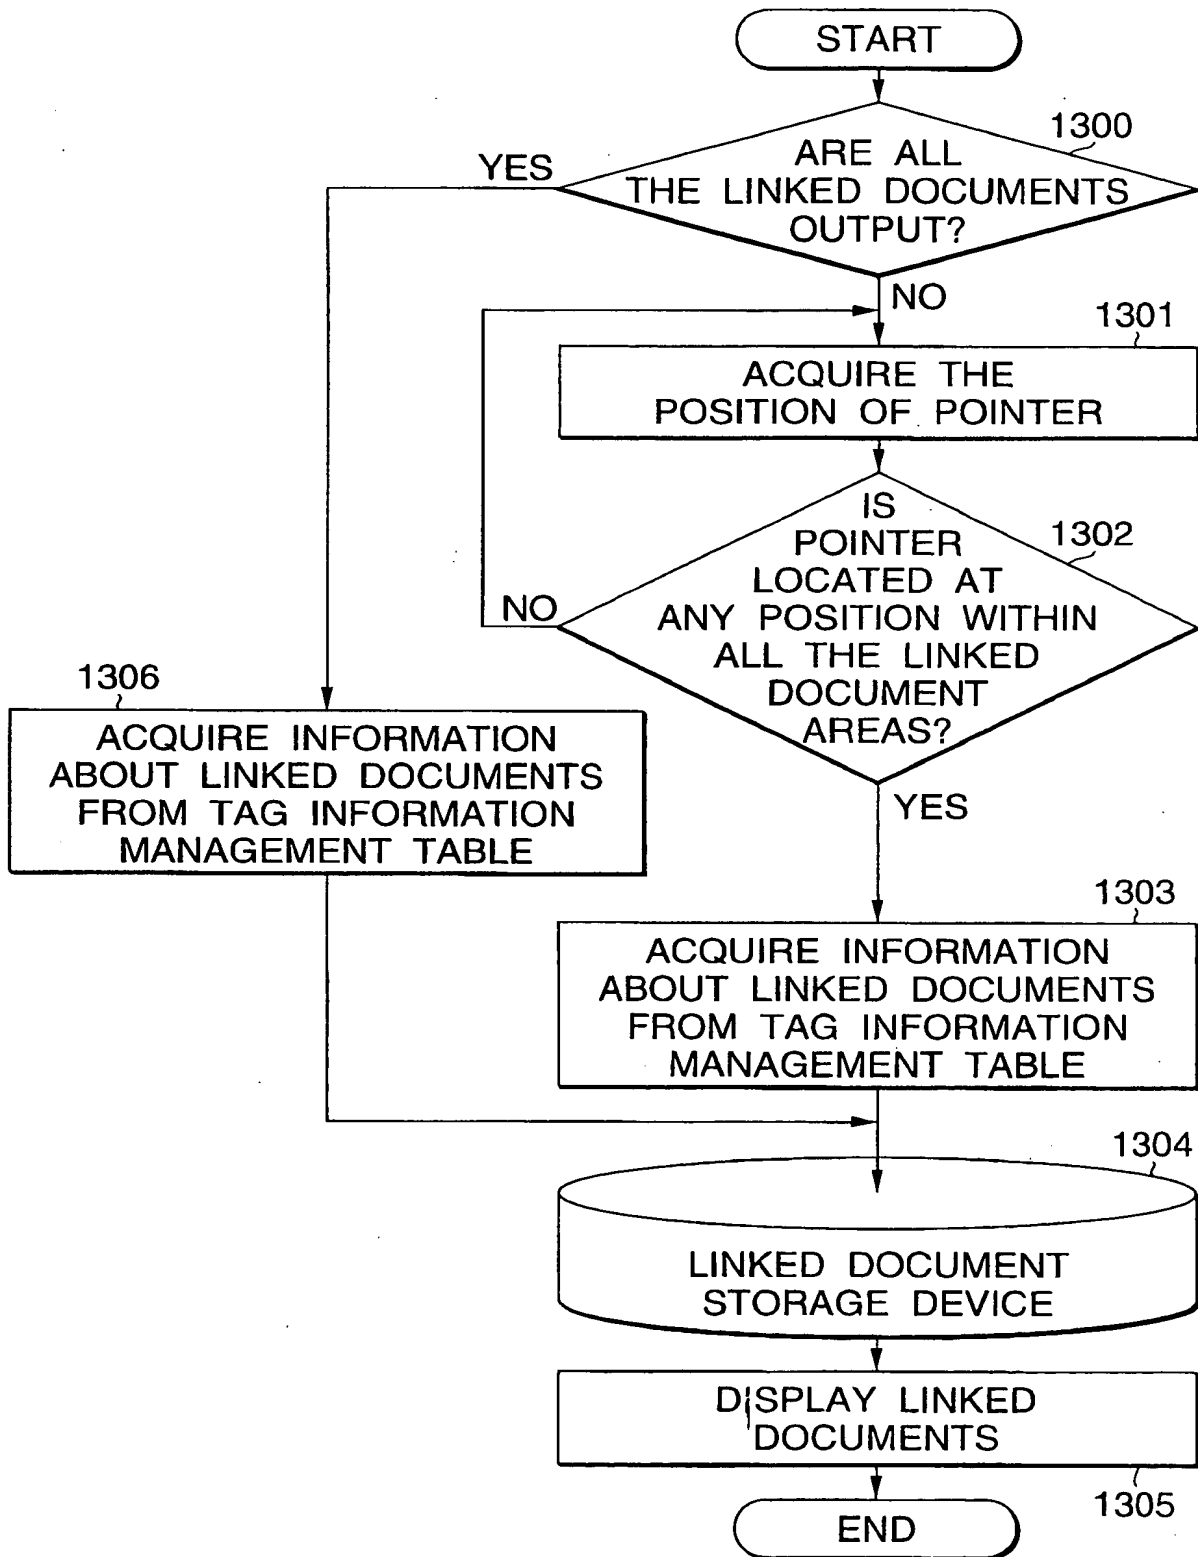 START
1300
ARE ALL
THE LINKED DOCUMENTS
OUTPUT?
YES
NO
1301
ACQUIRE THE
POSITION OF POINTER
1302
IS
POINTER
LOCATED AT
ANY POSITION WITHIN
ALL THE LINKED
DOCUMENT
AREAS?
NO
YES
1306
ACQUIRE INFORMATION
ABOUT LINKED DOCUMENTS
FROM TAG INFORMATION
MANAGEMENT TABLE
1303
ACQUIRE INFORMATION
ABOUT LINKED DOCUMENTS
FROM TAG INFORMATION
MANAGEMENT TABLE
1304
LINKED DOCUMENT
STORAGE DEVICE
DISPLAY LINKED
DOCUMENTS
1305
END